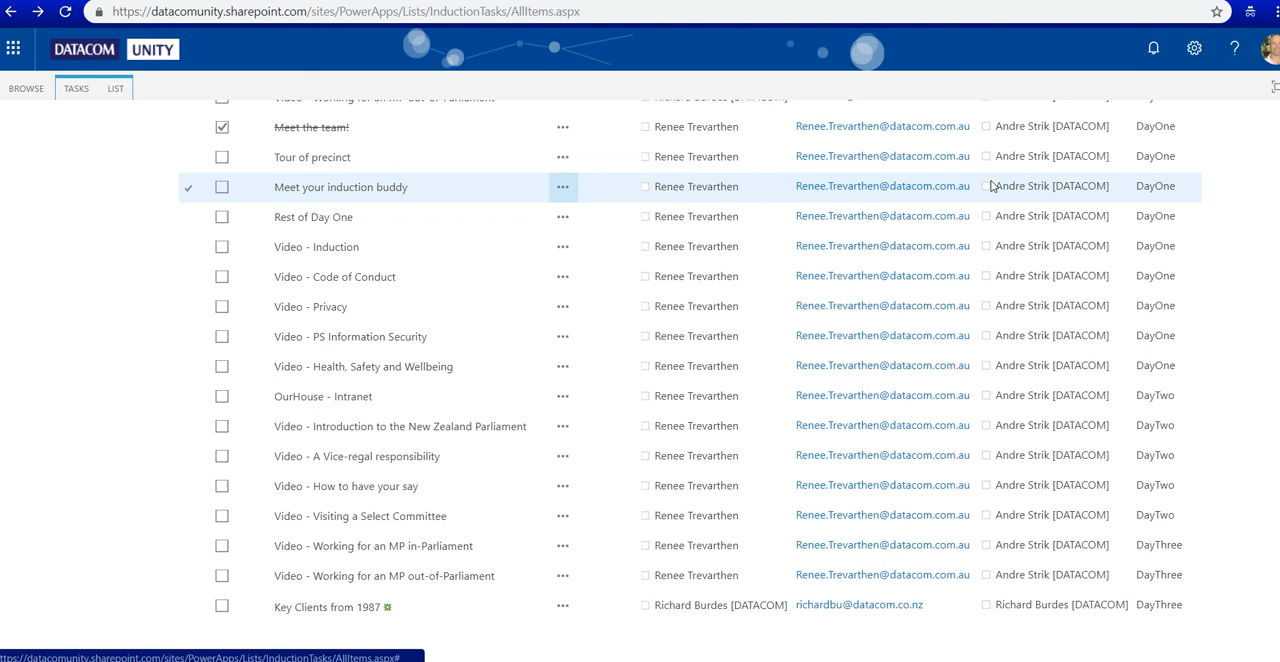 https://datacomunity.sharepoint.com/sites/PowerApps/Lists/InductionTasks/AllItems.aspx
DATACOM UNITY
BROWSE TASKS LIST
Video - Working for an MP out-of-Parliament Richard Burdes [DATACOM]
Meet the team! ... Renee Trevarthen Renee.Trevarthen@datacom.com.au Andre Strik [DATACOM] DayOne
Tour of precinct ... Renee Trevarthen Renee.Trevarthen@datacom.com.au Andre Strik [DATACOM] DayOne
Meet your induction buddy ... Renee Trevarthen Renee.Trevarthen@datacom.com.au Andre Strik [DATACOM] DayOne
Rest of Day One ... Renee Trevarthen Renee.Trevarthen@datacom.com.au Andre Strik [DATACOM] DayOne
Video - Induction ... Renee Trevarthen Renee.Trevarthen@datacom.com.au Andre Strik [DATACOM] DayOne
Video - Code of Conduct ... Renee Trevarthen Renee.Trevarthen@datacom.com.au Andre Strik [DATACOM] DayOne
Video - Privacy ... Renee Trevarthen Renee.Trevarthen@datacom.com.au Andre Strik [DATACOM] DayOne
Video - PS Information Security ... Renee Trevarthen Renee.Trevarthen@datacom.com.au Andre Strik [DATACOM] DayOne
Video - Health, Safety and Wellbeing ... Renee Trevarthen Renee.Trevarthen@datacom.com.au Andre Strik [DATACOM] DayOne
OurHouse - Intranet ... Renee Trevarthen Renee.Trevarthen@datacom.com.au Andre Strik [DATACOM] DayTwo
Video - Introduction to the New Zealand Parliament ... Renee Trevarthen Renee.Trevarthen@datacom.com.au Andre Strik [DATACOM] DayTwo
Video - A Vice-regal responsibility ... Renee Trevarthen Renee.Trevarthen@datacom.com.au Andre Strik [DATACOM] DayTwo
Video - How to have your say ... Renee Trevarthen Renee.Trevarthen@datacom.com.au Andre Strik [DATACOM] DayTwo
Video - Visiting a Select Committee ... Renee Trevarthen Renee.Trevarthen@datacom.com.au Andre Strik [DATACOM] DayTwo
Video - Working for an MP in-Parliament ... Renee Trevarthen Renee.Trevarthen@datacom.com.au Andre Strik [DATACOM] DayThree
Video - Working for an MP out-of-Parliament ... Renee Trevarthen Renee.Trevarthen@datacom.com.au Andre Strik [DATACOM] DayThree
Key Clients from 1987 ... Richard Burdes [DATACOM] richardbu@datacom.co.nz Richard Burdes [DATACOM] DayThree
ttps://datacomunity.sharepoint.com/sites/PowerApps/Lists/InductionTasks/AllItems.aspx#